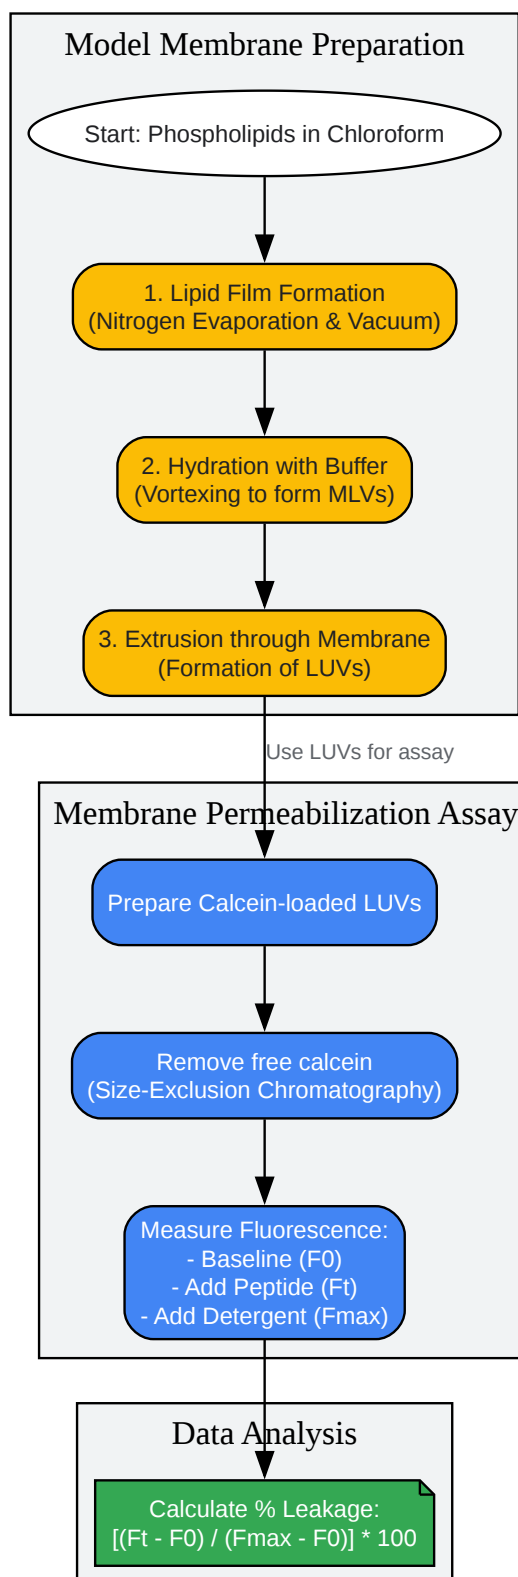 Model Membrane Preparation
Start: Phospholipids in Chloroform
1. Lipid Film Formation
(Nitrogen Evaporation & Vacuum)
2. Hydration with Buffer
(Vortexing to form MLVs)
3. Extrusion through Membrane
(Formation of LUVs)
Use LUVs for assay
Membrane Permeabilization Assay
Prepare Calcein-loaded LUVs
Remove free calcein
(Size-Exclusion Chromatography)
Measure Fluorescence:
- Baseline (F0)
- Add Peptide (Ft)
- Add Detergent (Fmax)
Data Analysis
Calculate % Leakage:
[(Ft - F0) / (Fmax - F0)] * 100